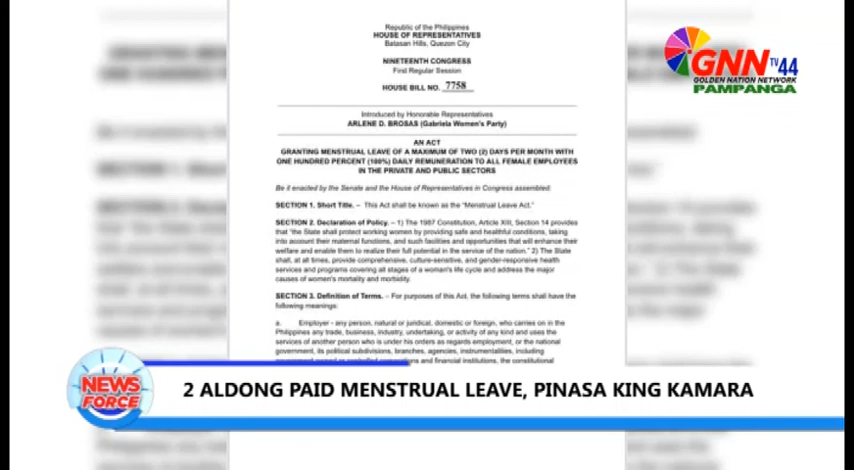 Republic of the Philippines
HOUSE OF REPRESENTATIVES
Batasan Hills, Quezon City
NINETEENTH CONGRESS
First Regular Session
HOUSE BILL NO. 7758
Introduced by Honorable Representatives
ARLENE D. BROSAS (Gabriela Women's Party)
AN ACT
GRANTING MENSTRUAL LEAVE OF A MAXIMUM OF TWO (2) DAYS PER MONTH WITH
ONE HUNDRED PERCENT (100%) DAILY REMUNERATION TO ALL FEMALE EMPLOYEES
IN THE PRIVATE AND PUBLIC SECTORS
Be it enacted by the Senate and the House of Representatives in Congress assembled:
SECTION 1. Short Title. – This Act shall be known as the "Menstrual Leave Act."
SECTION 2. Declaration of Policy. – 1) The 1987 Constitution, Article XIII, Section 14 provides
that "the State shall protect working women by providing safe and healthful conditions, taking
into account their maternal functions, and such facilities and opportunities that will enhance their
welfare and enable them to realize their full potential in the service of the nation." 2) The State
shall, at all times, provide comprehensive, culture-sensitive, and gender-responsive health
services and programs covering all stages of a woman's life cycle and address the major
causes of women's mortality and morbidity.
SECTION 3. Definition of Terms. – For purposes of this Act, the following terms shall have the
following meanings:
a. Employer - any person, natural or juridical, domestic or foreign, who carries on in the
Philippines any trade, business, industry, undertaking, or activity of any kind and uses the
services of another person who is under his orders as regards employment, or the national
government, its political subdivisions, branches, agencies, instrumentalities, including
government-owned or controlled corporations and financial institutions, the constitutional
GNN TV 44
GOLDEN NATION NETWORK
PAMPANGA
NEWS
FORCE
2 ALDONG PAID MENSTRUAL LEAVE, PINASA KING KAMARA